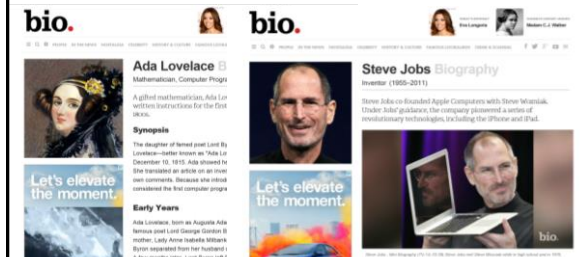 bio.
Ada Lovelace B
Mathematician, Computer Progra
A gifted mathematician, Ada Lov
written instructions for the first
Synopsis
The daughter of famed poet Lord By
Lovelace—better known as "Ada Lo
December 10, 1815. Ada showed he
She translated an article on an inve
own comments. Because she introd
considered the first computer progra
Early Years
Ada Lovelace, born as Augusta Ada
famous poet Lord George Gordon B
mother, Lady Anne Isabella Milbank
Byron separated from her husband
Let's elevate
the moment.
bio.
Eva Longoria
Madam C.J. Walker
Steve Jobs Biography
Inventor (1955–2011)
Steve Jobs co-founded Apple Computers with Steve Wozniak.
Under Jobs' guidance, the company pioneered a series of
revolutionary technologies, including the iPhone and iPad.
Let's elevate
the moment.
bio.